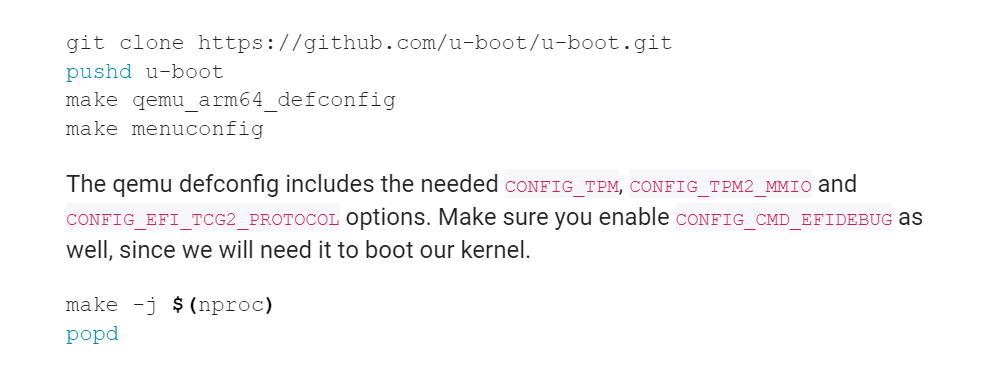 git clone https://github.com/u-boot/u-boot.git
pushd u-boot
make qemu_arm64_defconfig
make menuconfig
The qemu defconfig includes the needed CONFIG_TPM, CONFIG_TPM2_MMIO and
CONFIG_EFI_TCG2_PROTOCOL options. Make sure you enable CONFIG_CMD_EFIDEBUG as
well, since we will need it to boot our kernel.
make -j $(nproc)
popd